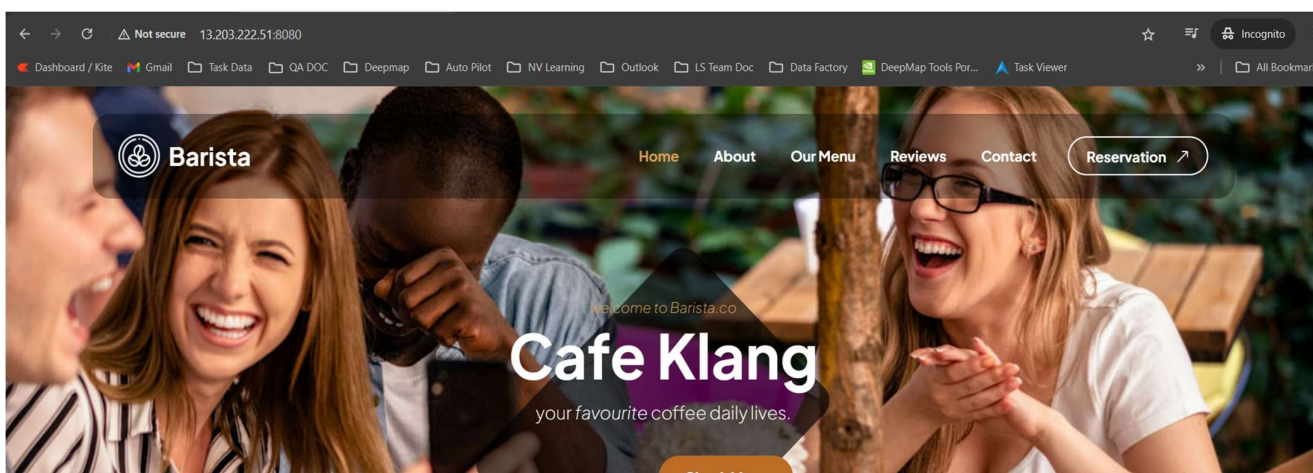 Not secure 13.203.222.51:8080 Incognito
Dashboard / Kite Gmail Task Data QA DOC Deepmap Auto Pilot NV Learning Outlook LS Team Doc Data Factory DeepMap Tools Por... Task Viewer » All Bookmar
Barista Home About Our Menu Reviews Contact Reservation
welcome to Barista.co
Cafe Klang
your favourite coffee daily lives.